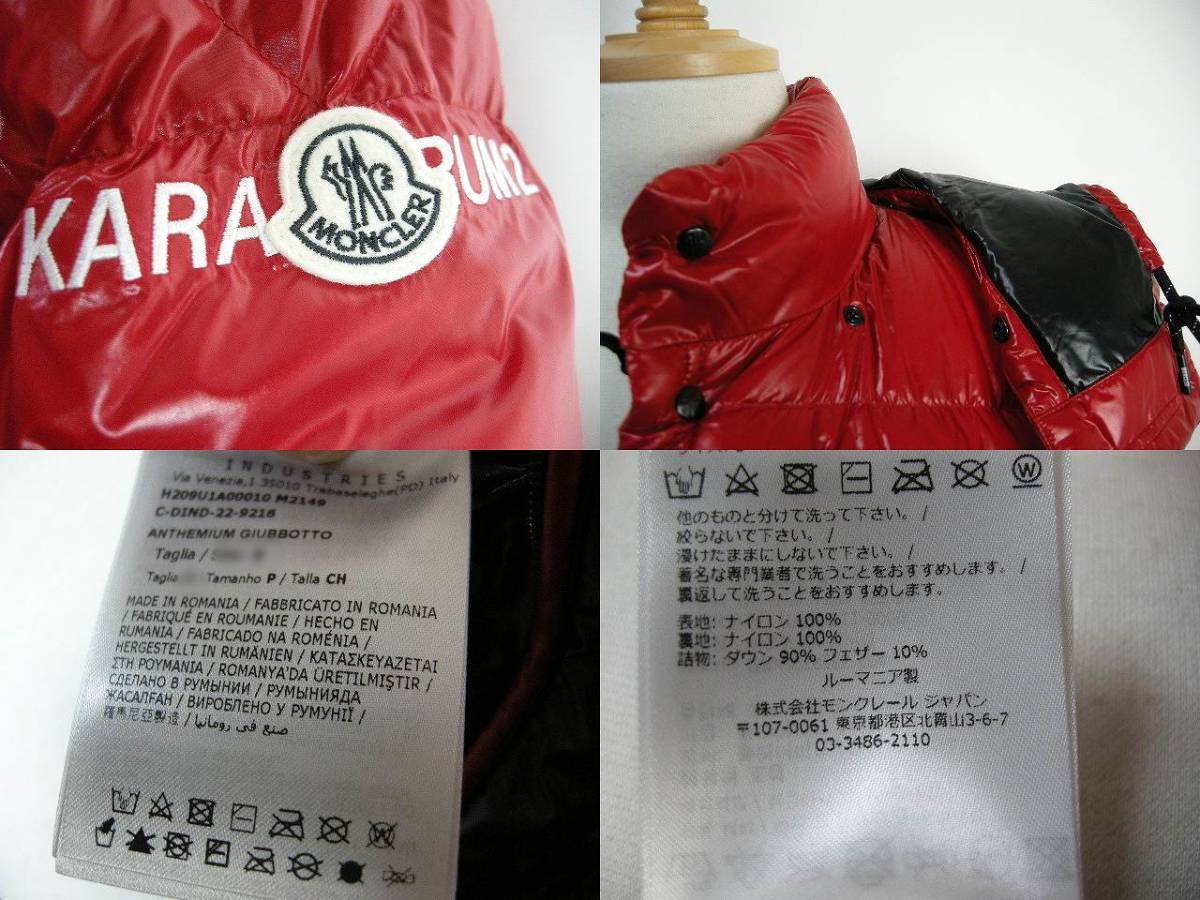 KARA BUM2
MONCLER
INDUSTRIES
Via Venezia,1 35010 Trebaseleghe(PD) Italy
H209U1A00010 M2149
C-DIND-22-9216
ANTHEMIUM GIUBBOTTO
Taglia /
Taglia Tamanho P / Talla CH
MADE IN ROMANIA / FABBRICATO IN ROMANIA
/ FABRIQUÉ EN ROUMANIE / HECHO EN
RUMANIA / FABRICADO NA ROMÉNIA /
HERGESTELLT IN RUMÄNIEN / ΚΑΤΑΣΚΕΥΑΖΕΤΑΙ
ΣΤΗ ΡΟΥΜΑΝΙΑ / ROMANYA'DA ÜRETILMIŞTIR /
СДЕЛАНО В РУМЫНИИ / РУМЫНИЯДА
ЖАСАЛҒАН / ВИРОБЛЕНО У РУМУНІЇ /
羅馬尼亞製造 / صنع في رومانيا
W
W
他のものと分けて洗って下さい。 /
絞らないで下さい。 /
浸けたままにしないで下さい。 /
著名な専門業者で洗うことをおすすめします。 /
裏返して洗うことをおすすめします。
表地: ナイロン 100%
裏地: ナイロン 100%
詰物: ダウン 90% フェザー 10%
ルーマニア製
株式会社モンクレール ジャパン
〒107-0061 東京都港区北青山3-6-7
03-3486-2110